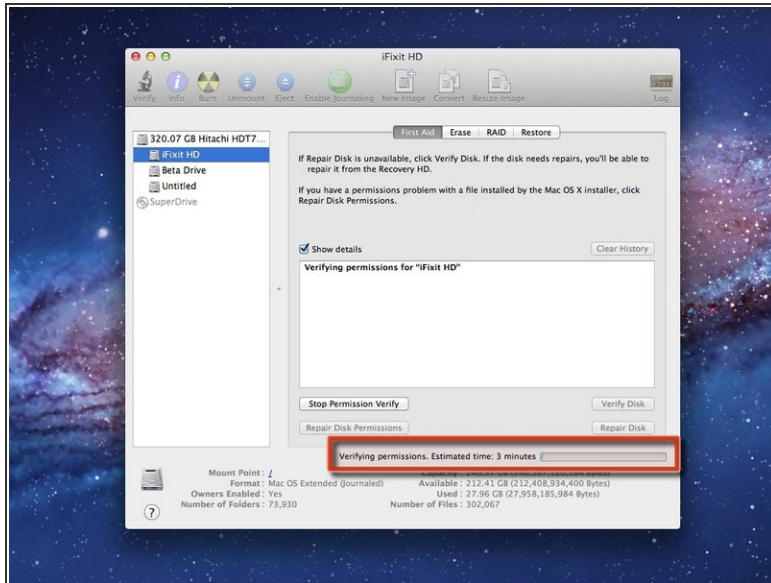 iFixit HD
Verify Info Burn Unmount Eject Enable Journaling New Image Convert Resize Image Log
320.07 GB Hitachi HDT7...
iFixit HD
Beta Drive
Untitled
SuperDrive
First Aid Erase RAID Restore
If Repair Disk is unavailable, click Verify Disk. If the disk needs repairs, you'll be able to
repair it from the Recovery HD.
If you have a permissions problem with a file installed by the Mac OS X installer, click
Repair Disk Permissions.
Show details Clear History
Verifying permissions for "iFixit HD"
Stop Permission Verify Verify Disk
Repair Disk Permissions Repair Disk
Verifying permissions. Estimated time: 3 minutes
Mount Point : /
Format : Mac OS Extended (Journaled) Available : 212.41 GB (212,408,934,400 Bytes)
Owners Enabled : Yes Used : 27.96 GB (27,958,185,984 Bytes)
Number of Folders : 73,930 Number of Files : 302,067
?